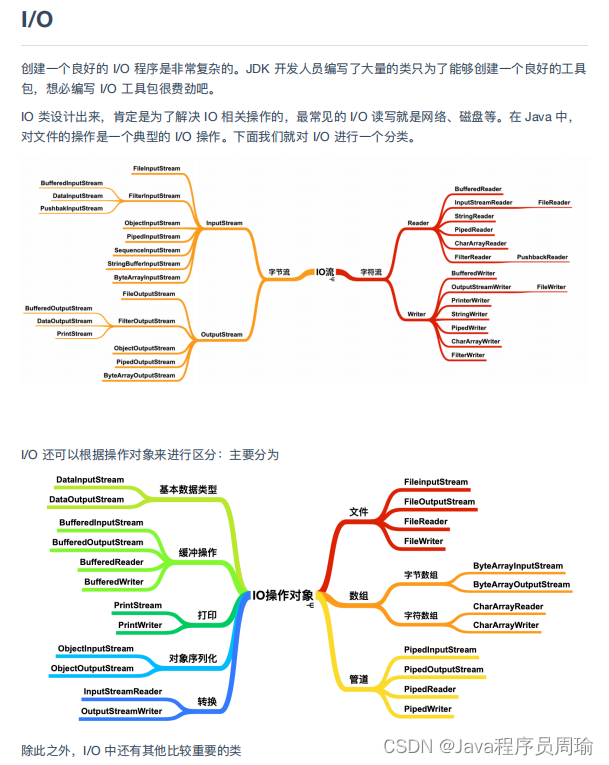 I/O
创建一个良好的 I/O 程序是非常复杂的。JDK 开发人员编写了大量的类只为了能够创建一个良好的工具
包，想必编写 I/O 工具包很费劲吧。
IO 类设计出来，肯定是为了解决 IO 相关操作的，最常见的 I/O 读写就是网络、磁盘等。在 Java 中，
对文件的操作是一个典型的 I/O 操作。下面我们就对 I/O 进行一个分类。
IO流
字节流
InputStream
FileInputStream
FilterInputStream
BufferedInputStream
DataInputStream
PushbakInputStream
ObjectInputStream
PipedInputStream
SequenceInputStream
StringBufferInputStream
ByteArrayInputStream
OutputStream
FileOutputStream
FilterOutputStream
BufferedOutputStream
DataOutputStream
PrintStream
ObjectOutputStream
PipedOutputStream
ByteArrayOutputStream
字符流
Reader
BufferedReader
InputStreamReader
FileReader
StringReader
PipedReader
CharArrayReader
FilterReader
PushbackReader
Writer
BufferedWriter
OutputStreamWriter
FileWriter
PrinterWriter
StringWriter
PipedWriter
CharArrayWriter
FilterWriter
I/O 还可以根据操作对象来进行区分：主要分为
IO操作对象
基本数据类型
DataInputStream
DataOutputStream
缓冲操作
BufferedInputStream
BufferedOutputStream
BufferedReader
BufferedWriter
打印
PrintStream
PrintWriter
对象序列化
ObjectInputStream
ObjectOutputStream
转换
InputStreamReader
OutputStreamWriter
文件
FileinputStream
FileOutputStream
FileReader
FileWriter
数组
字节数组
ByteArrayInputStream
ByteArrayOutputStream
字符数组
CharArrayReader
CharArrayWriter
管道
PipedInputStream
PipedOutputStream
PipedReader
PipedWriter
除此之外，I/O 中还有其他比较重要的类
CSDN @Java程序员周瑜